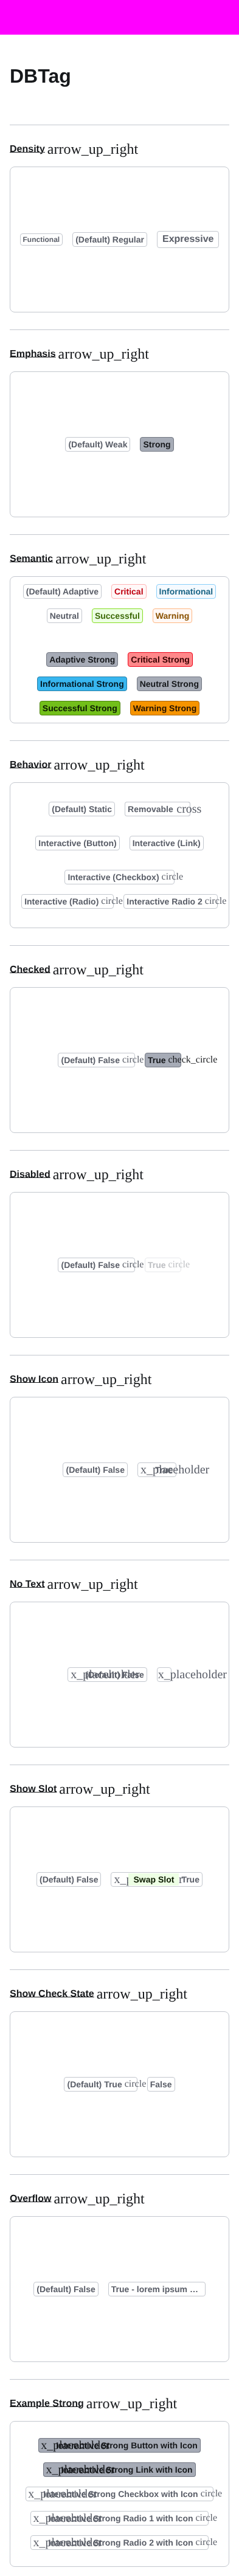 DBTag
Density arrow_up_right
Functional (Default) Regular Expressive
Emphasis arrow_up_right
(Default) Weak Strong
Semantic arrow_up_right
(Default) Adaptive Critical Informational
Neutral Successful Warning
Adaptive Strong Critical Strong
Informational Strong Neutral Strong
Successful Strong Warning Strong
Behavior arrow_up_right
(Default) Static Removable cross
Interactive (Button) Interactive (Link)
Interactive (Checkbox) circle
Interactive (Radio) circle Interactive Radio 2 circle
Checked arrow_up_right
(Default) False circle True check_circle
Disabled arrow_up_right
(Default) False circle True circle
Show Icon arrow_up_right
(Default) False x_placeholder True
No Text arrow_up_right
x_placeholder (Default) False x_placeholder
Show Slot arrow_up_right
(Default) False Swap Slot True
Show Check State arrow_up_right
(Default) True circle False
Overflow arrow_up_right
(Default) False True - lorem ipsum …
Example Strong arrow_up_right
x_placeholder Interactive Strong Button with Icon
x_placeholder Interactive Strong Link with Icon
x_placeholder Interactive Strong Checkbox with Icon circle
x_placeholder Interactive Strong Radio 1 with Icon circle
x_placeholder Interactive Strong Radio 2 with Icon circle